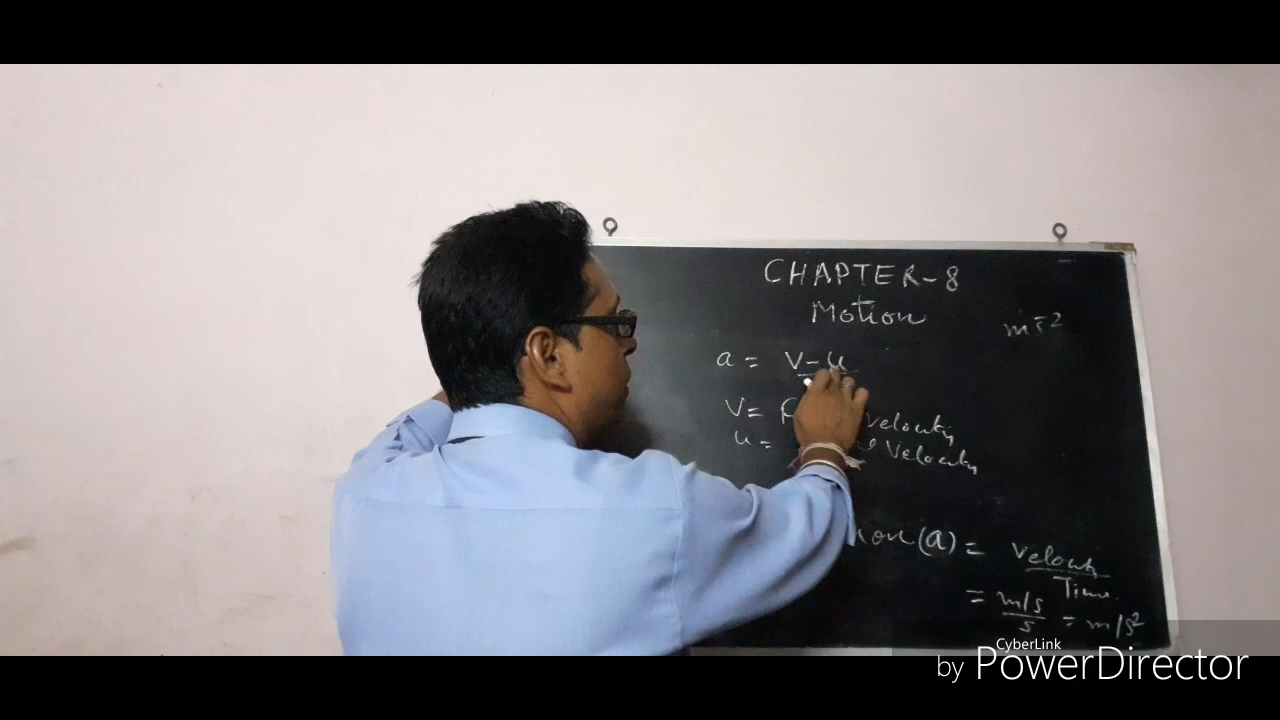 CHAPTER-8
Motion
ms̄²
a = v-u
V= velocity
u= Velocity
(a) = Velocity
Time
= m/s
s = m/s²
CyberLink
by PowerDirector